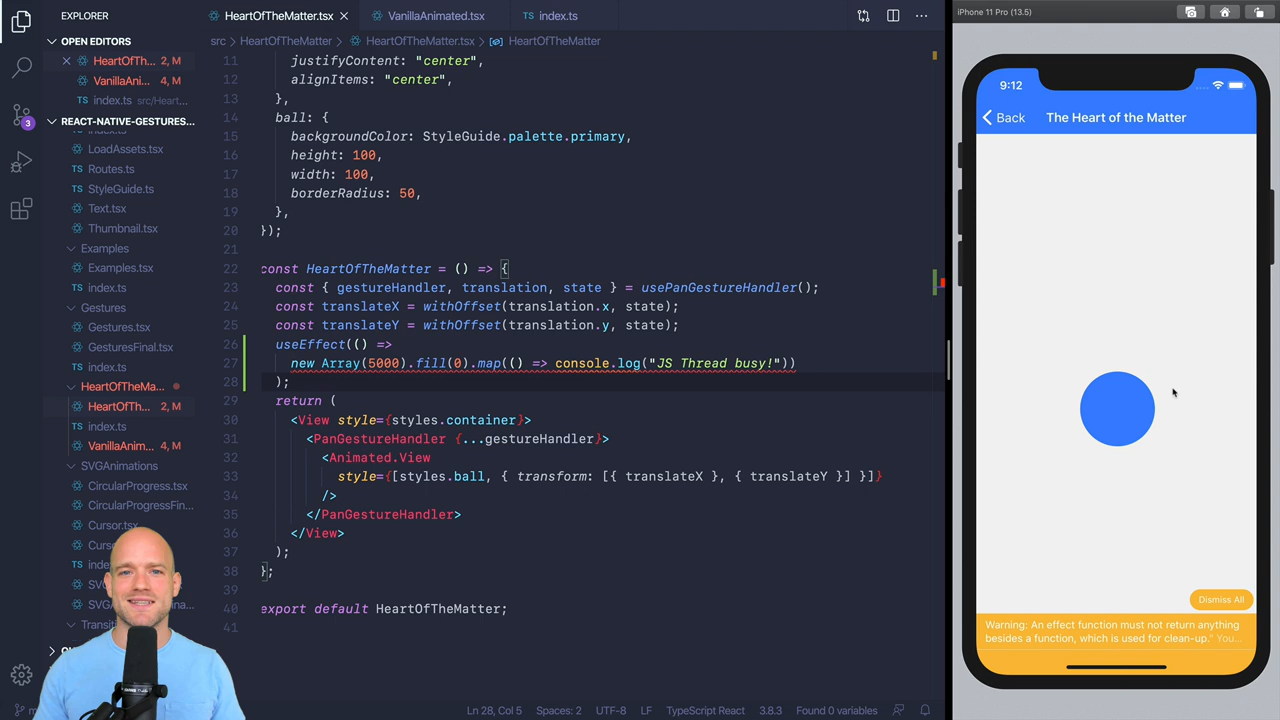 EXPLORER
OPEN EDITORS
HeartOfTh... 2, M
VanillaAni... 4, M
index.ts src/Heart...
REACT-NATIVE-GESTURES...
LoadAssets.tsx
TS Routes.ts
TS StyleGuide.ts
Text.tsx
Thumbnail.tsx
Examples
Examples.tsx
TS index.ts
Gestures
Gestures.tsx
GesturesFinal.tsx
TS index.ts
HeartOfTheMa...
HeartOfTh... 2, M
TS index.ts
VanillaAnim... 4, M
SVGAnimations
CircularProgress.tsx
CircularProgressFin...
Cursor.tsx
3
HeartOfTheMatter.tsx
VanillaAnimated.tsx
TS index.ts
src > HeartOfTheMatter > HeartOfTheMatter.tsx > HeartOfTheMatter
11 justifyContent: "center",
12 alignItems: "center",
13 },
14 ball: {
15 backgroundColor: StyleGuide.palette.primary,
16 height: 100,
17 width: 100,
18 borderRadius: 50,
19 },
20 });
21
22 const HeartOfTheMatter = () => {
23 const { gestureHandler, translation, state } = usePanGestureHandler();
24 const translateX = withOffset(translation.x, state);
25 const translateY = withOffset(translation.y, state);
26 useEffect(() =>
27 new Array(5000).fill(0).map(() => console.log("JS Thread busy!"))
28 );
29 return (
30 <View style={styles.container}>
31 <PanGestureHandler {...gestureHandler}>
32 <Animated.View
33 style={[styles.ball, { transform: [{ translateX }, { translateY }] }]}
34 />
35 </PanGestureHandler>
36 </View>
37 );
38 };
39
40 export default HeartOfTheMatter;
41
Ln 28, Col 5 Spaces: 2 UTF-8 LF TypeScript React 3.8.3 Found 0 variables
iPhone 11 Pro (13.5)
9:12
Back The Heart of the Matter
Dismiss All
Warning: An effect function must not return anything
besides a function, which is used for clean-up."